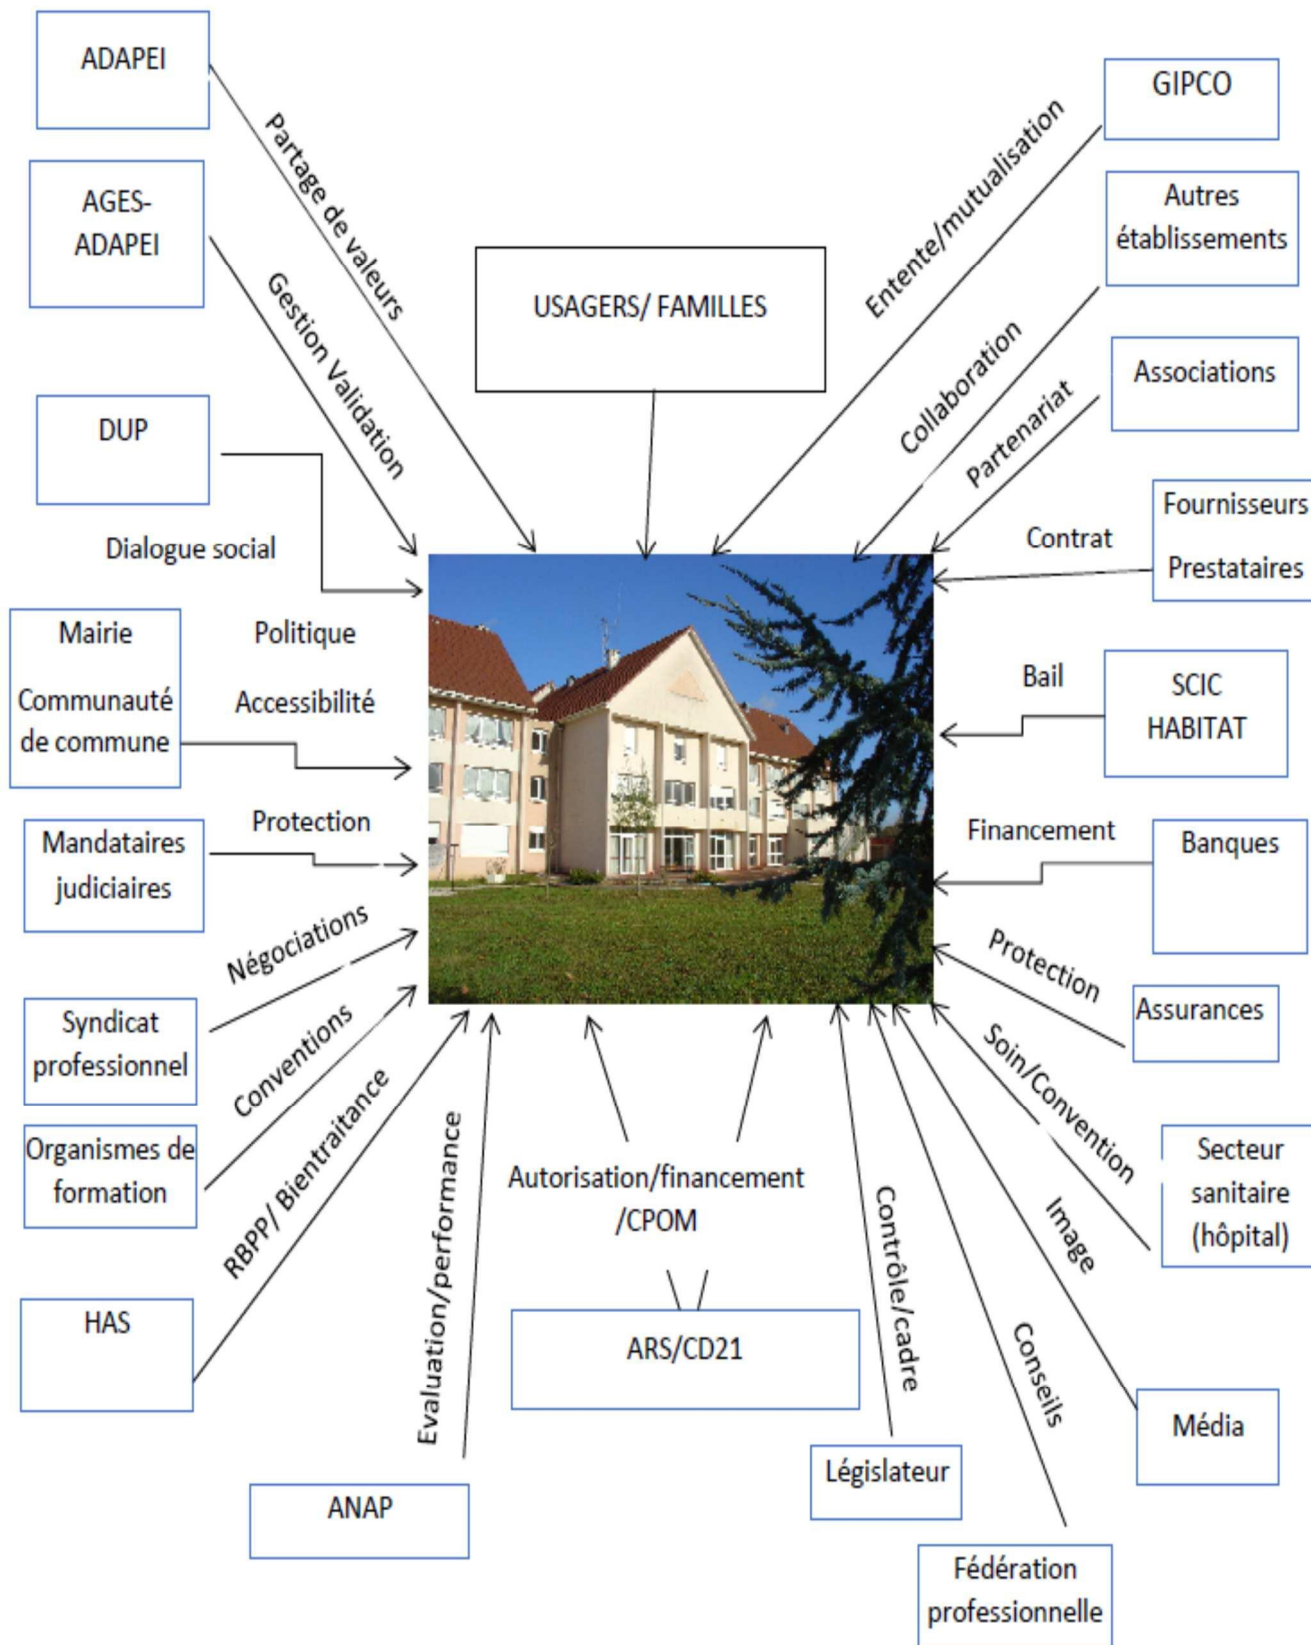 ADAPEI
Partage de valeurs
AGES-
ADAPEI
Gestion Validation
USAGERS/ FAMILLES
GIPCO
Entente/mutualisation
Autres
établissements
Collaboration
Associations
Partenariat
DUP
Dialogue social
Fournisseurs
Prestataires
Contrat
Mairie
Communauté
de commune
Politique
Accessibilité
SCIC
HABITAT
Bail
Mandataires
judiciaires
Protection
Banques
Financement
Syndicat
professionnel
Négociations
Assurances
Protection
Organismes de
formation
Conventions
Secteur
sanitaire
(hôpital)
Soin/Convention
HAS
RBPP/ Bientraitance
Autorisation/financement
/CPOM
ARS/CD21
ANAP
Evaluation/performance
Législateur
Contrôle/cadre
Média
Image
Fédération
professionnelle
Conseils